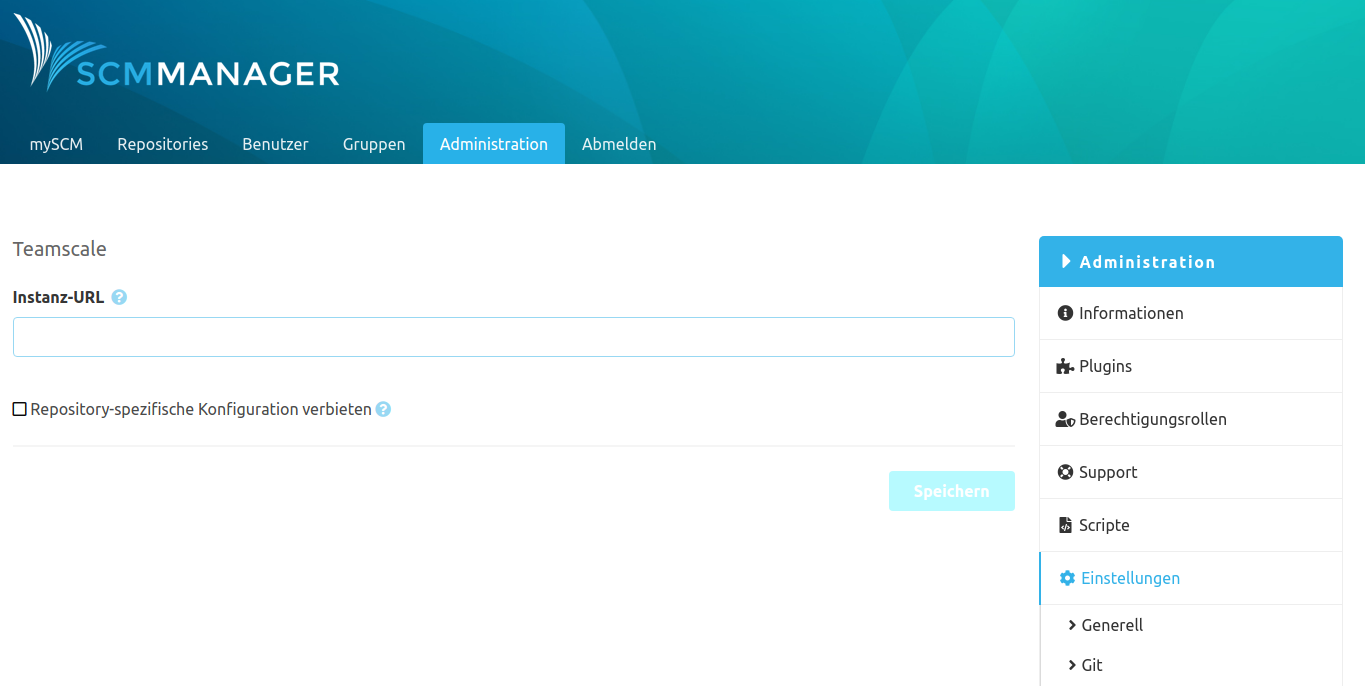 SCMMANAGER
mySCM Repositories Benutzer Gruppen Administration Abmelden
Teamscale
Instanz-URL ?
Repository-spezifische Konfiguration verbieten ?
Speichern
Administration
Informationen
Plugins
Berechtigungsrollen
Support
Scripte
Einstellungen
Generell
Git